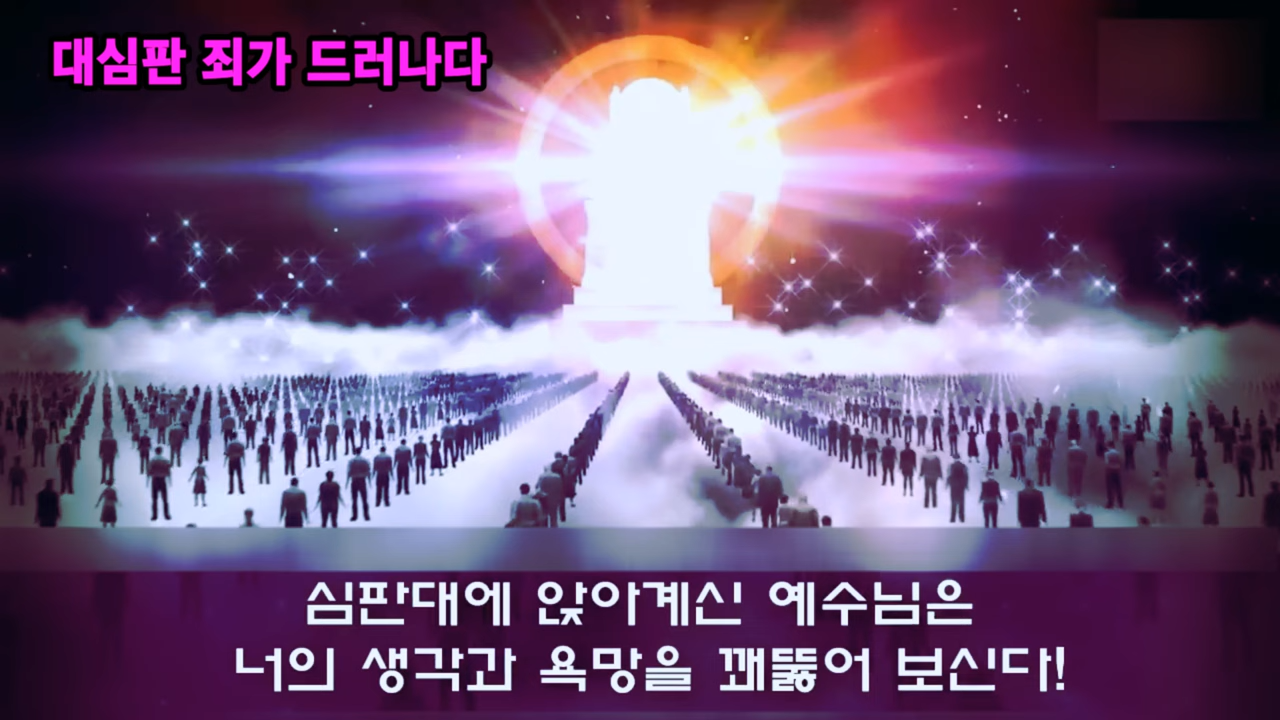 대심판 죄가 드러나다
심판대에 앉아계신 예수님은
너의 생각과 욕망을 꽤뚫어 보신다!